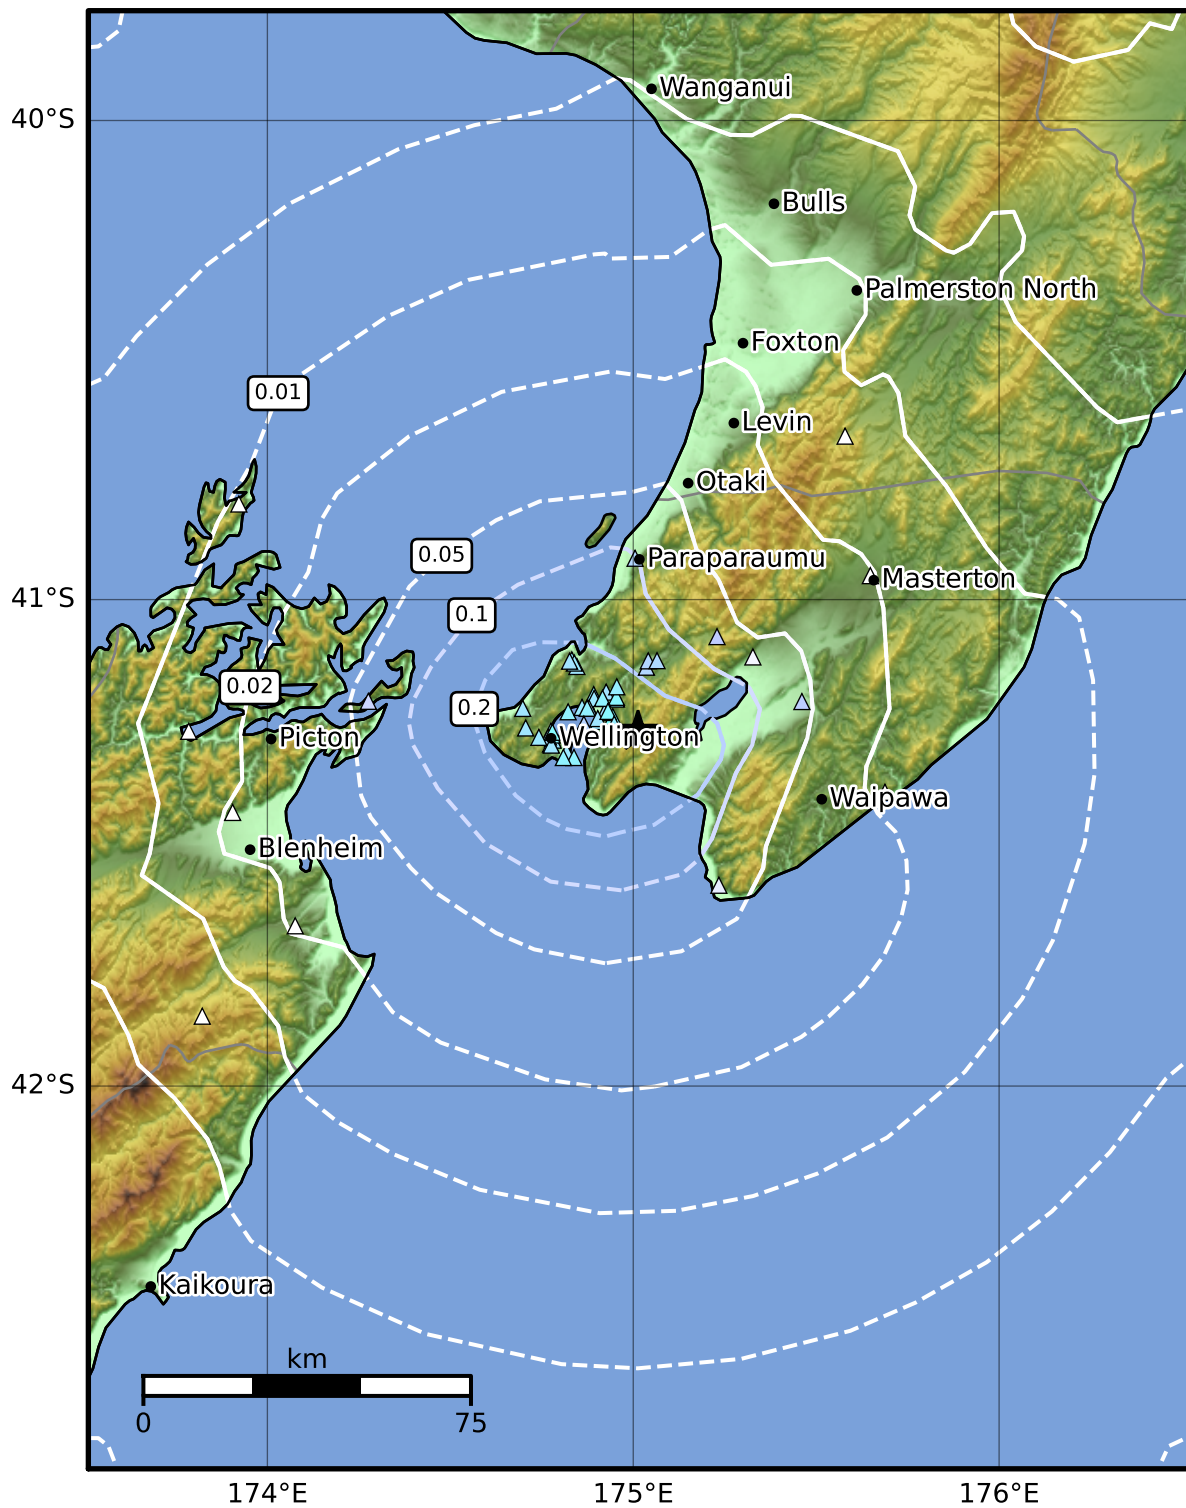 Wanganui
40°S
Bulls
Palmerston North
Foxton
0.01
Levin
Otaki
0.05
Paraparaumu
Masterton
41°S
0.1
0.02
0.2
Picton
Wellington
Waipawa
Blenheim
42°S
Kaikoura
km
0 75
174°E 175°E 176°E